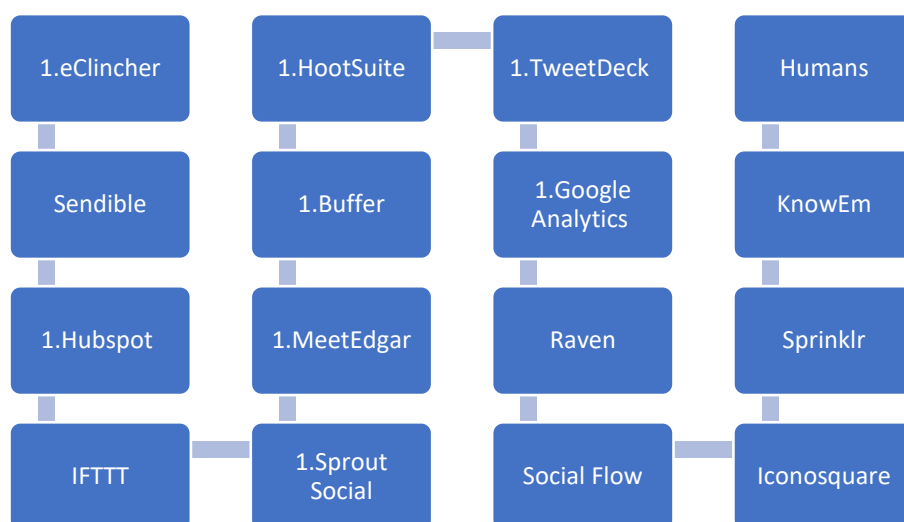 1.eClincher
Sendible
1.Hubspot
IFTTT
1.Sprout
Social
1.MeetEdgar
1.Buffer
1.HootSuite
1.TweetDeck
1.Google
Analytics
Raven
Social Flow
Iconosquare
Sprinklr
KnowEm
Humans